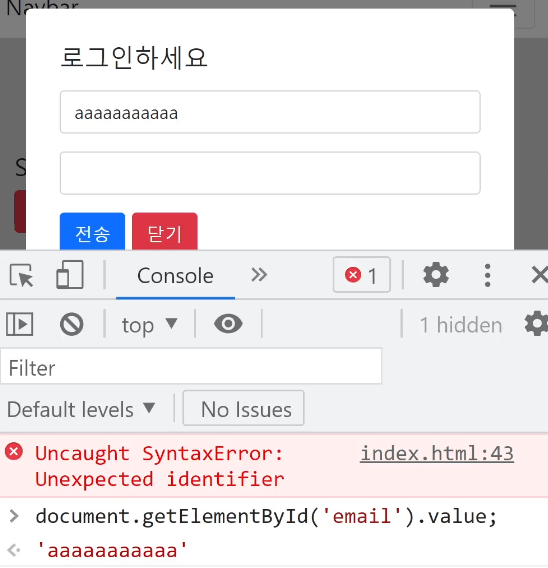 Navbar
로그인하세요
aaaaaaaaaaa
전송 닫기
Console 1
top 1 hidden
Filter
Default levels No Issues
Uncaught SyntaxError: index.html:43
Unexpected identifier
document.getElementById('email').value;
'aaaaaaaaaaa'